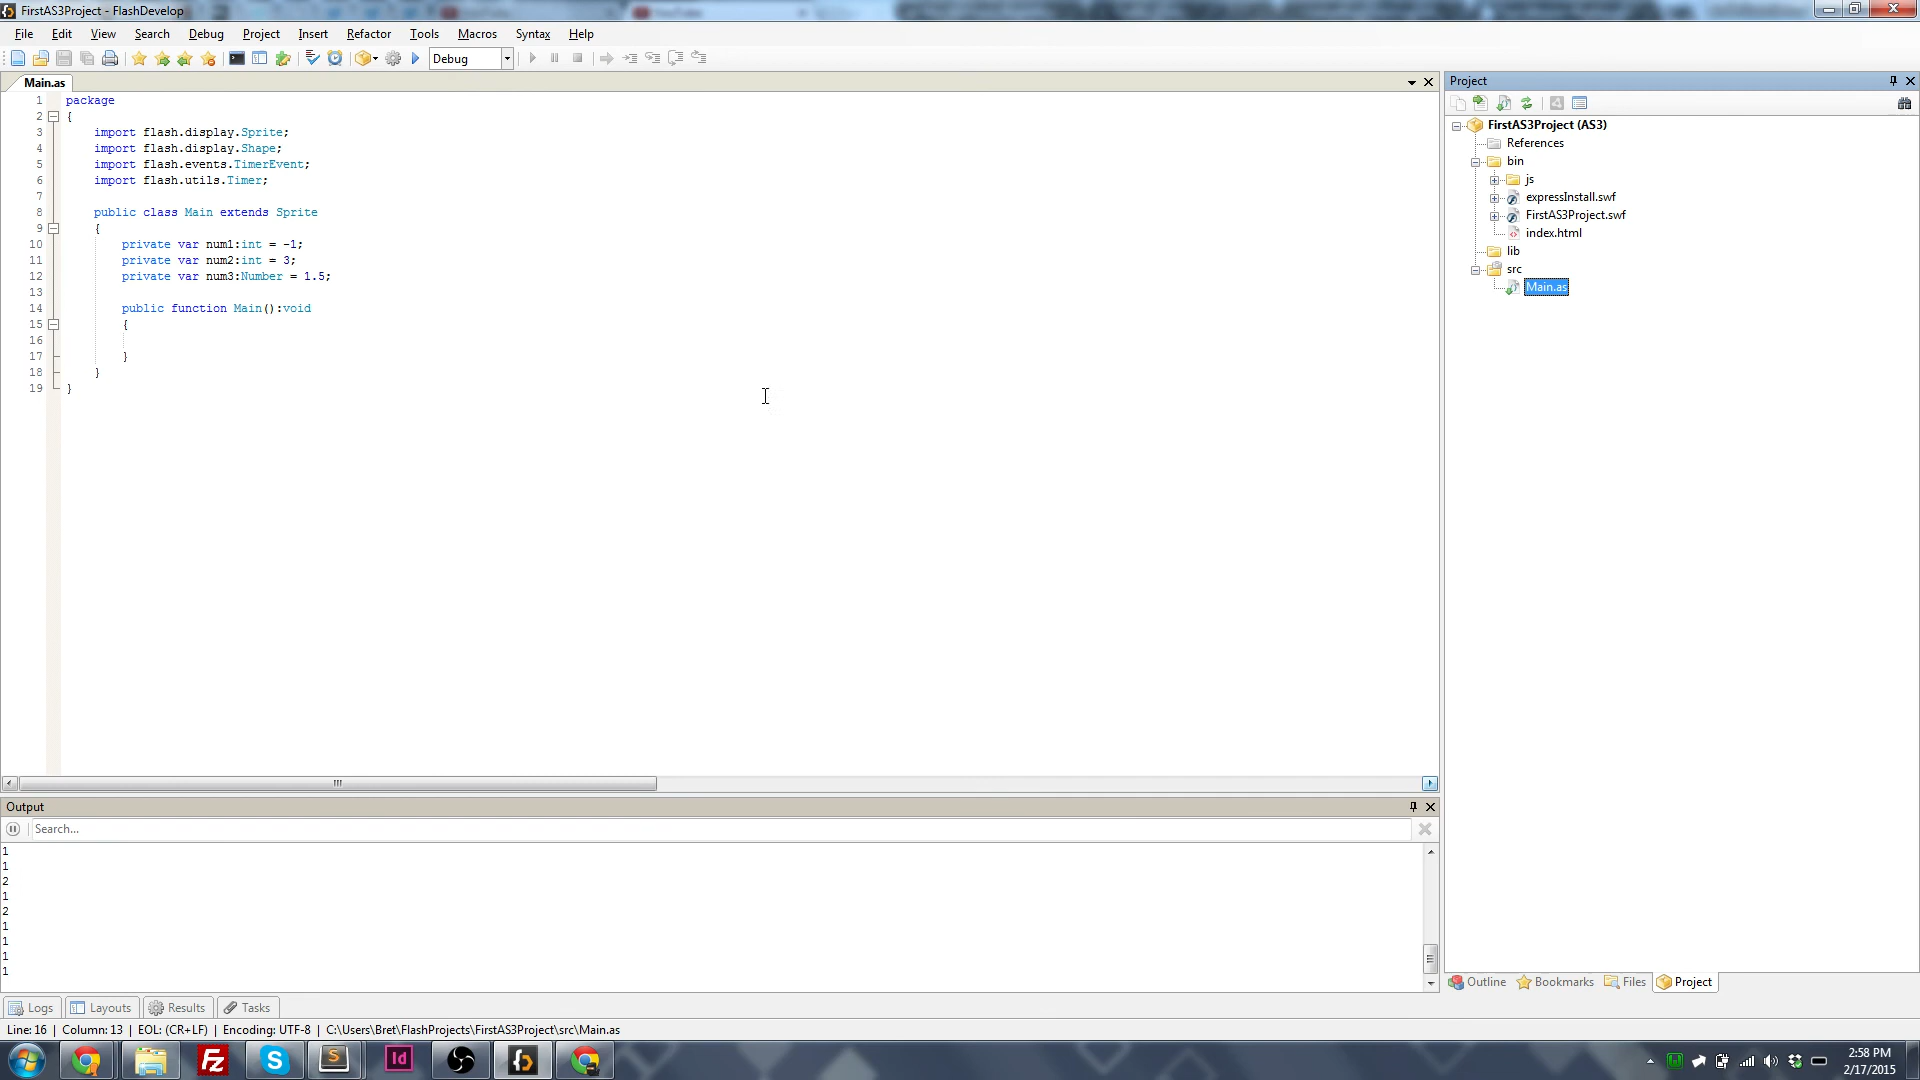 FirstAS3Project - FlashDevelop
File Edit View Search Debug Project Insert Refactor Tools Macros Syntax Help
Debug
Main.as
1 package
2 {
3 import flash.display.Sprite;
4 import flash.display.Shape;
5 import flash.events.TimerEvent;
6 import flash.utils.Timer;
7
8 public class Main extends Sprite
9 {
10 private var num1:int = -1;
11 private var num2:int = 3;
12 private var num3:Number = 1.5;
13
14 public function Main():void
15 {
16
17 }
18 }
19 }
Project
FirstAS3Project (AS3)
References
bin
js
expressInstall.swf
FirstAS3Project.swf
index.html
lib
src
Main.as
Output
Search...
1
1
2
1
2
1
1
1
1
Outline Bookmarks Files Project
Logs Layouts Results Tasks
Line: 16 | Column: 13 | EOL: (CR+LF) | Encoding: UTF-8 | C:\Users\Bret\FlashProjects\FirstAS3Project\src\Main.as
Fz S S Id
2:58 PM
2/17/2015